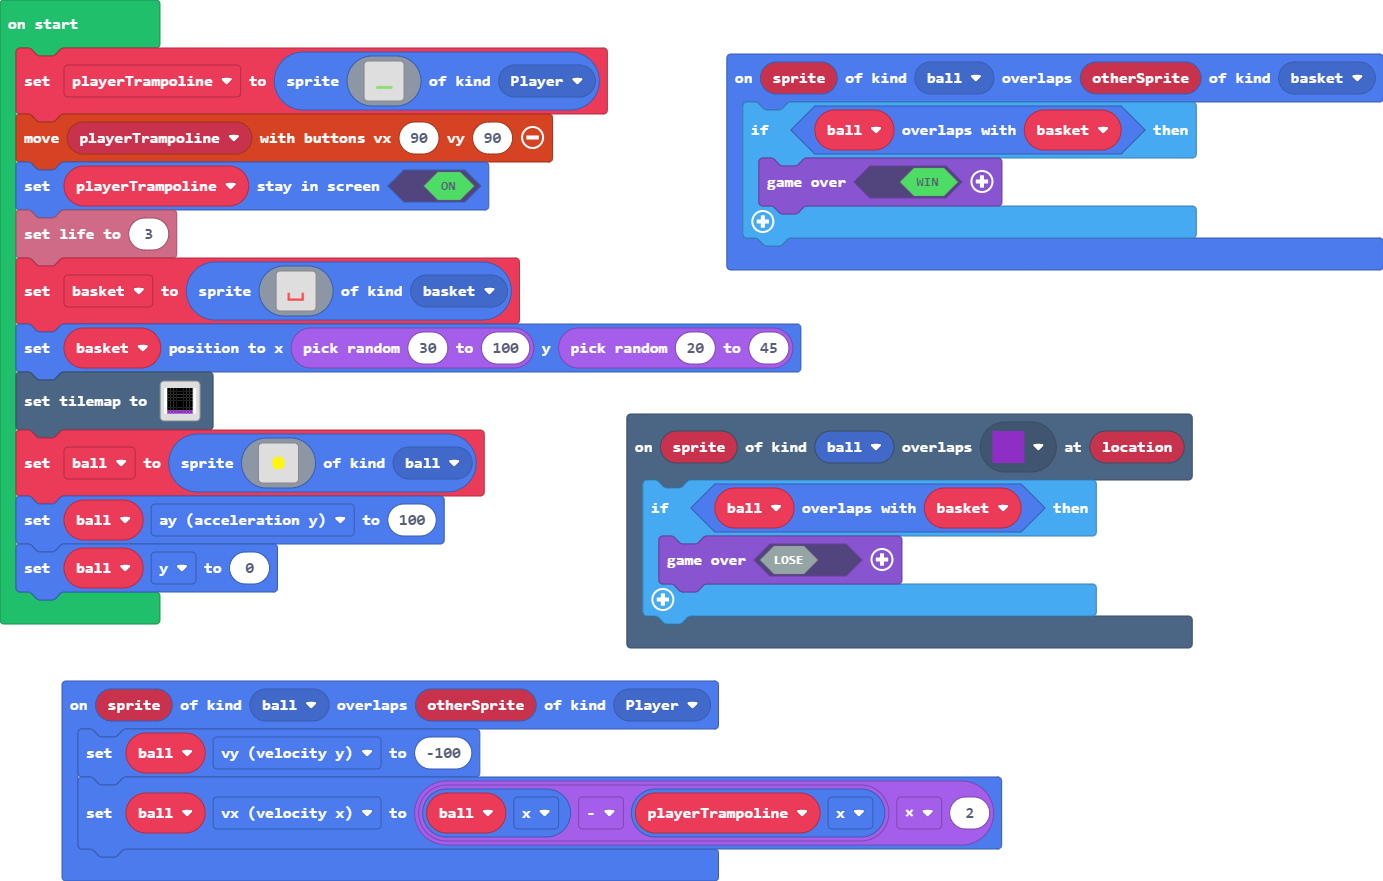 on start
set playerTrampoline to sprite of kind Player
move playerTrampoline with buttons vx 90 vy 90
set playerTrampoline stay in screen ON
set life to 3
set basket to sprite of kind basket
set basket position to x pick random 30 to 100 y pick random 20 to 45
set tilemap to
set ball to sprite of kind ball
set ball ay (acceleration y) to 100
set ball y to 0
on sprite of kind ball overlaps otherSprite of kind basket
if ball overlaps with basket then
game over WIN
on sprite of kind ball overlaps at location
if ball overlaps with basket then
game over LOSE
on sprite of kind ball overlaps otherSprite of kind Player
set ball vy (velocity y) to -100
set ball vx (velocity x) to ball x - playerTrampoline x × 2